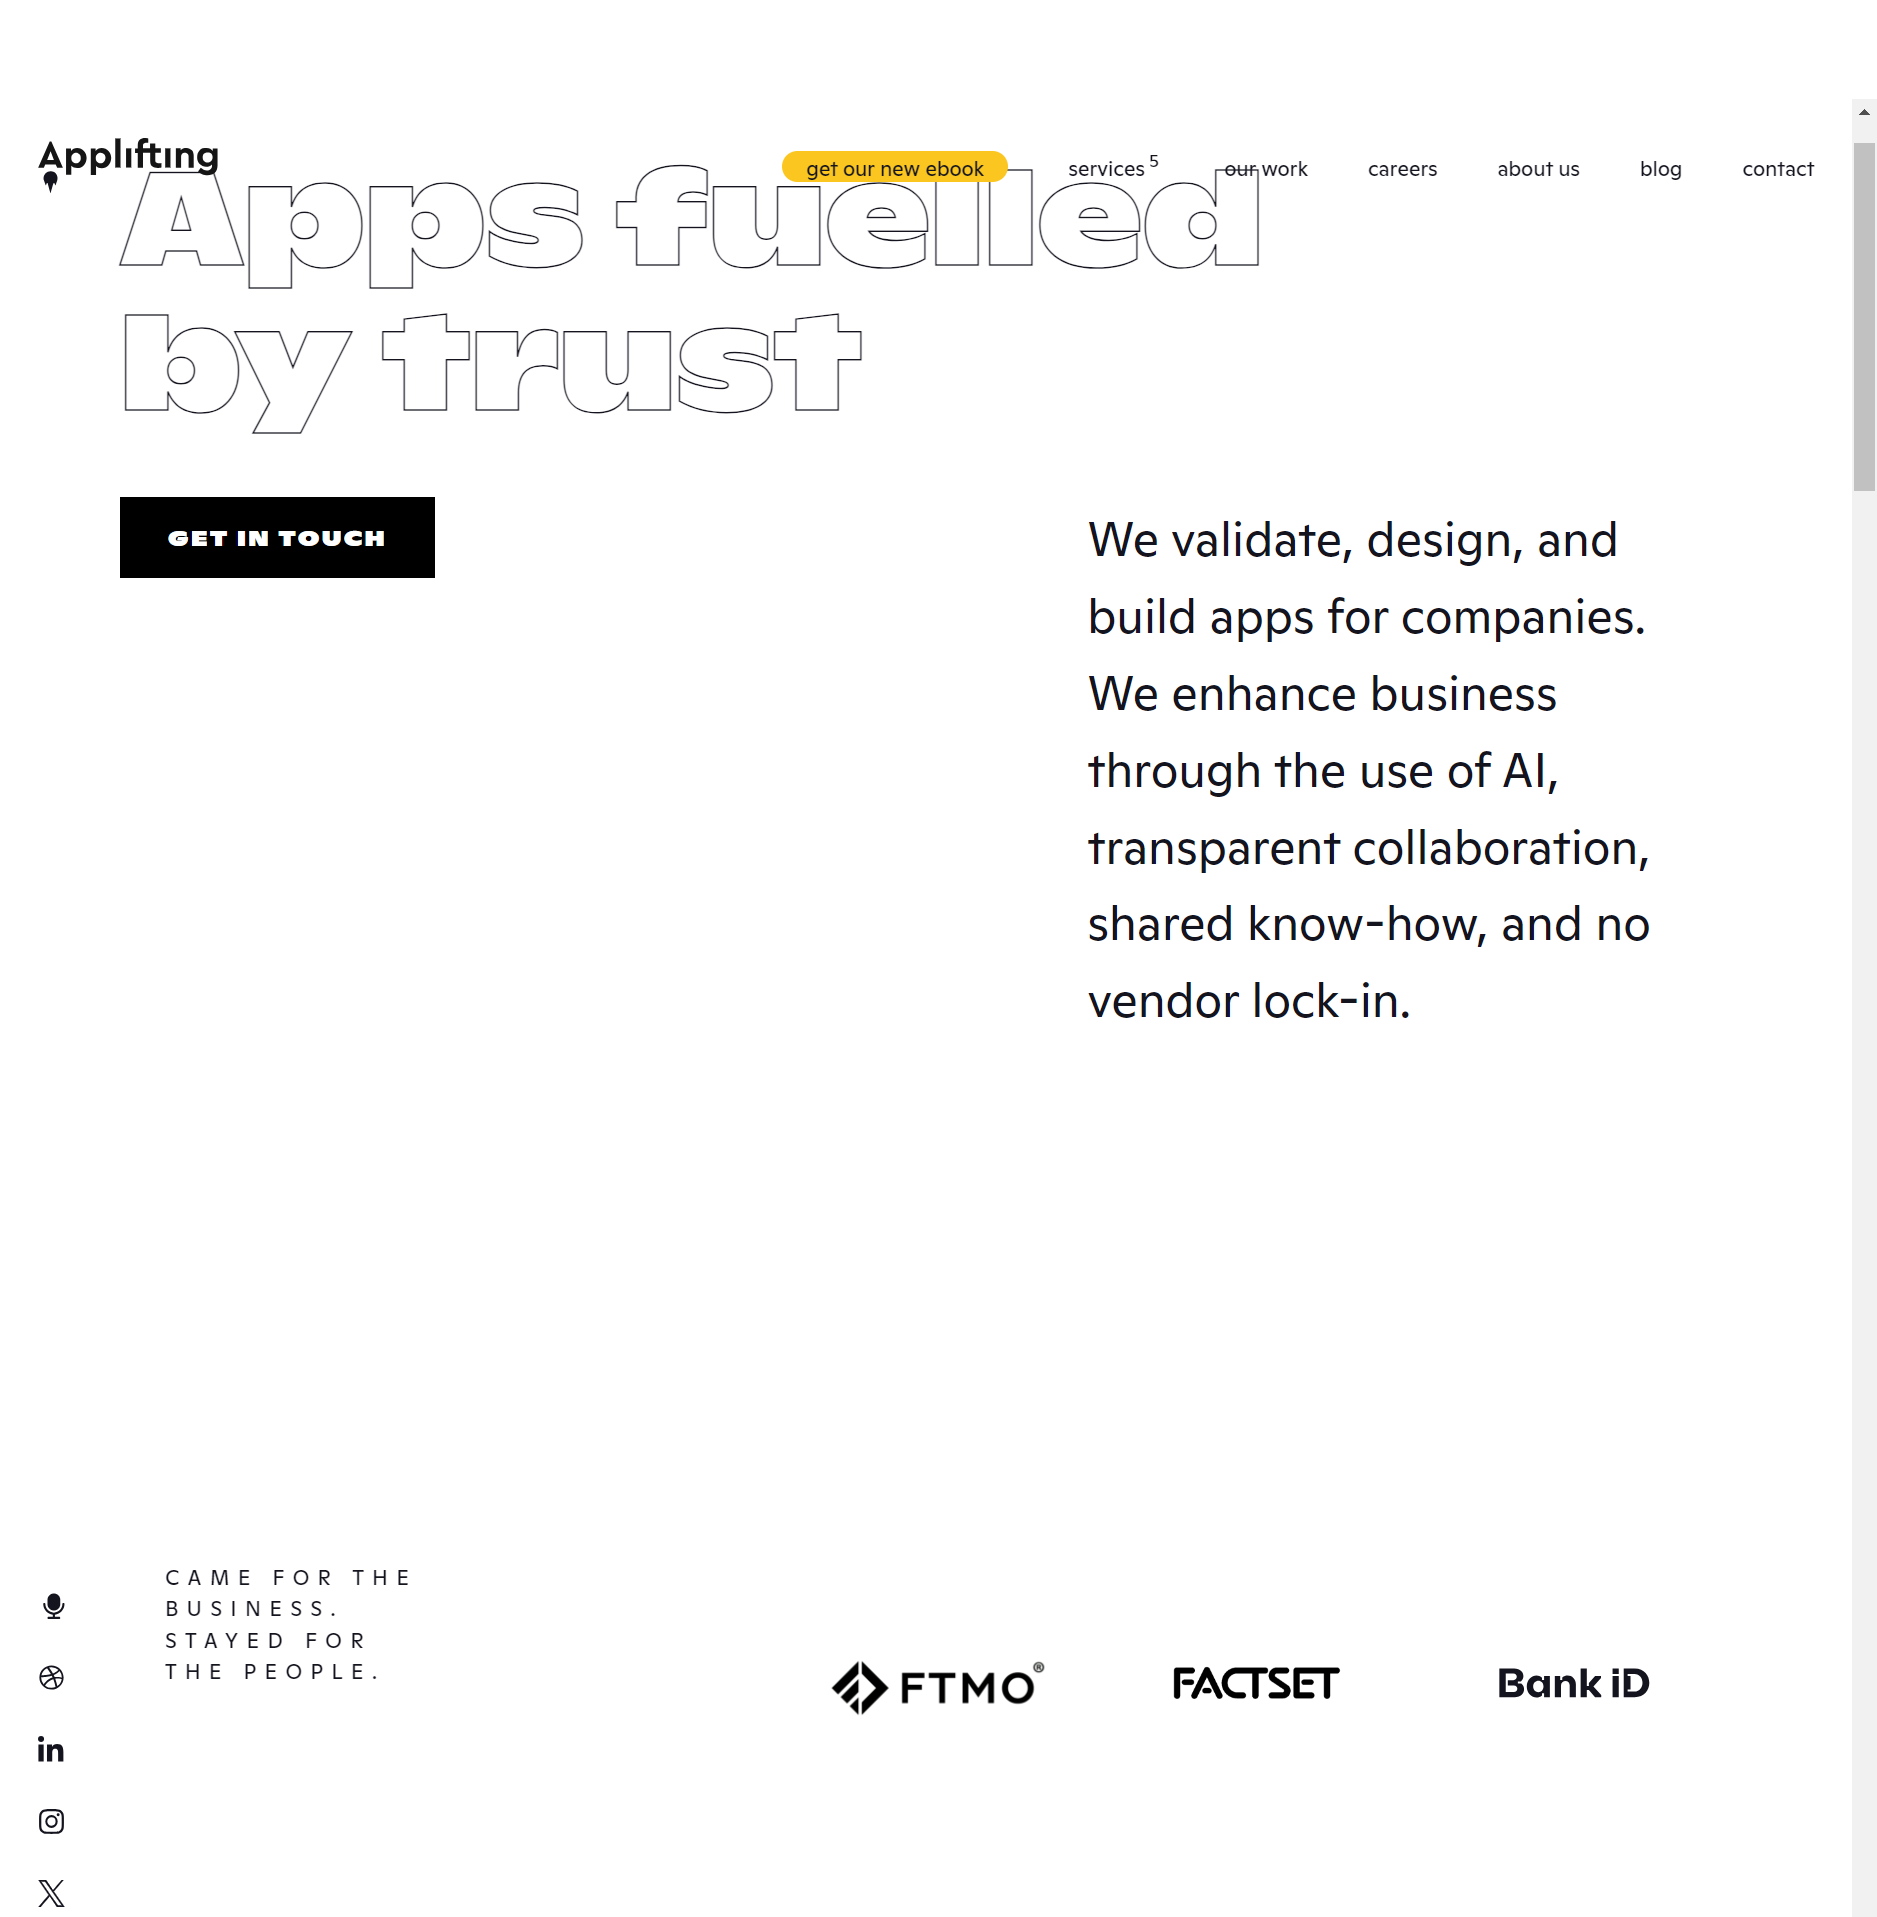 Applifting
get our new ebook
services 5
our work
careers
about us
blog
contact
Apps fuelled
by trust
GET IN TOUCH
We validate, design, and
build apps for companies.
We enhance business
through the use of AI,
transparent collaboration,
shared know-how, and no
vendor lock-in.
CAME FOR THE
BUSINESS.
STAYED FOR
THE PEOPLE.
FTMO®
FACTSET
Bank iD
in